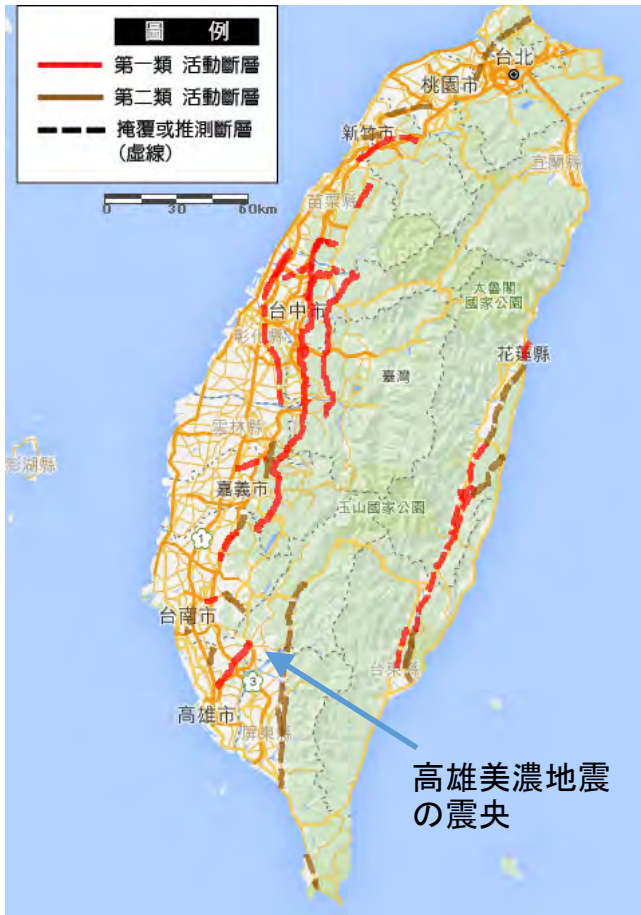 圖 例
第一類 活動斷層
第二類 活動斷層
掩覆或推測斷層
(虛線)
0 30 60km
台北
桃園市
新竹市
宜蘭縣
苗栗縣
太魯閣
國家公園
台中市
彰化縣
花蓮縣
臺灣
雲林縣
澎湖縣
嘉義市
玉山國家公園
1
台南市
台東縣
3
高雄市
屏東縣
高雄美濃地震
の震央